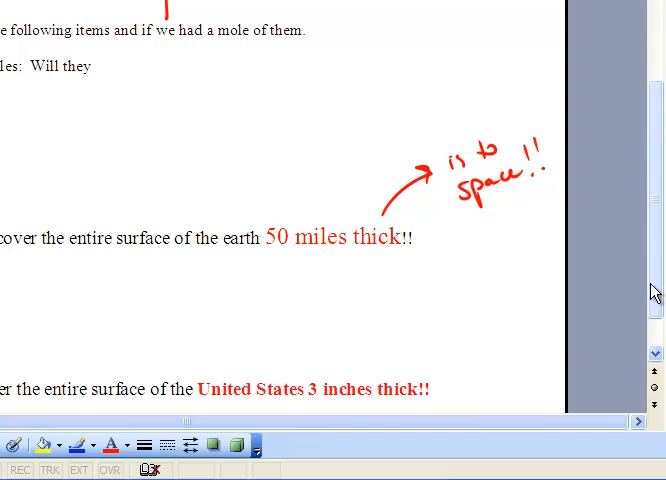 e following items and if we had a mole of them.
les: Will they
is to
space!!
cover the entire surface of the earth 50 miles thick!!
er the entire surface of the United States 3 inches thick!!
REC TRK EXT OVR